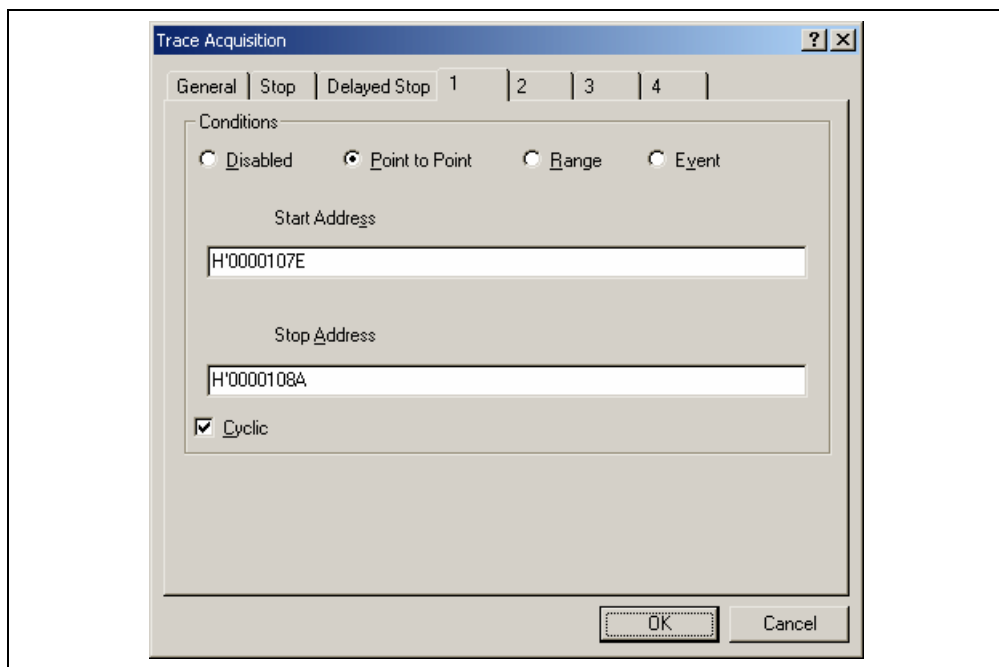 Trace Acquisition
General Stop Delayed Stop 1 2 3 4
Conditions
Disabled Point to Point Range Event
Start Address
H'0000107E
Stop Address
H'0000108A
Cyclic
OK Cancel